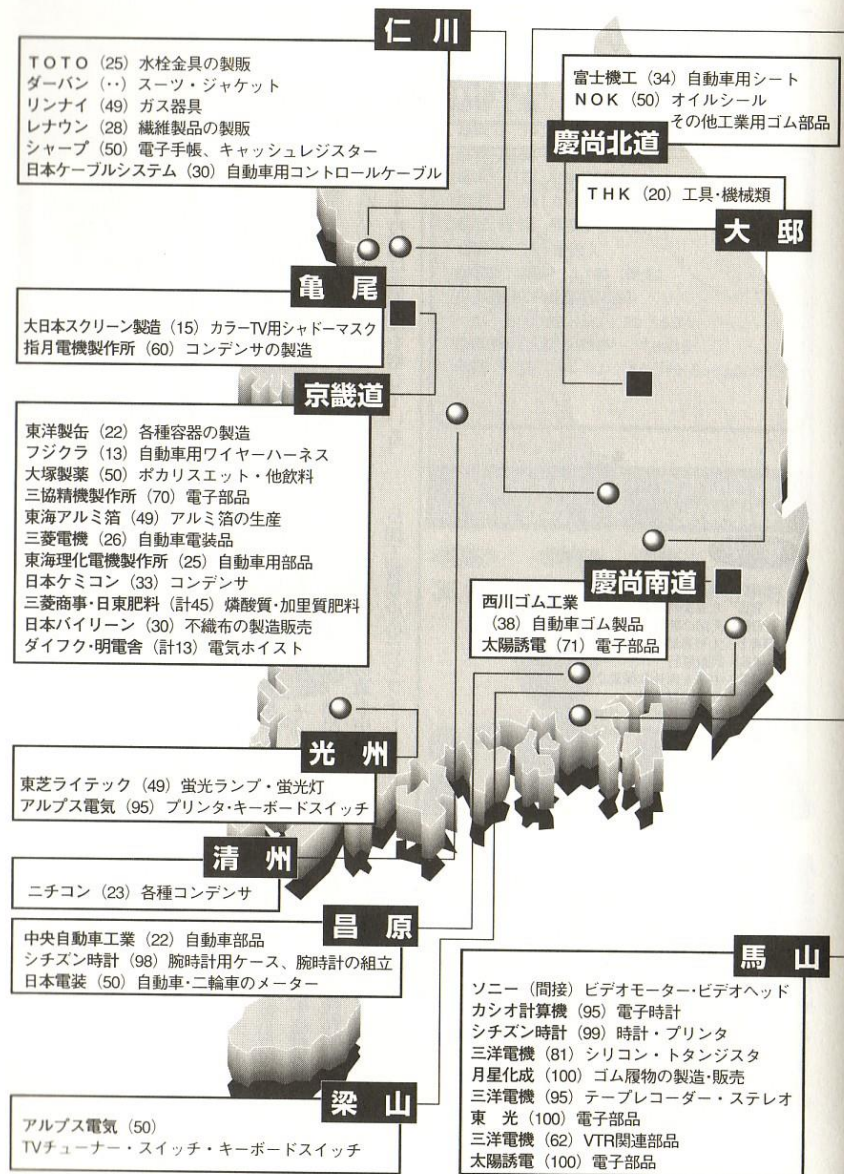 仁川
TOTO (25) 水栓金具の製販
ダーバン (‥) スーツ・ジャケット
リンナイ (49) ガス器具
レナウン (28) 繊維製品の製販
シャープ (50) 電子手帳、キャッシュレジスター
日本ケーブルシステム (30) 自動車用コントロールケーブル
富士機工 (34) 自動車用シート
NOK (50) オイルシール
その他工業用ゴム部品
慶尚北道
THK (20) 工具・機械類
大邸
亀尾
大日本スクリーン製造 (15) カラーTV用シャドーマスク
指月電機製作所 (60) コンデンサの製造
京畿道
東洋製缶 (22) 各種容器の製造
フジクラ (13) 自動車用ワイヤーハーネス
大塚製薬 (50) ポカリスエット・他飲料
三協精機製作所 (70) 電子部品
東海アルミ箔 (49) アルミ箔の生産
三菱電機 (26) 自動車電装品
東海理化電機製作所 (25) 自動車用部品
日本ケミコン (33) コンデンサ
三菱商事・日東肥料 (計45) 燐酸質・加里質肥料
日本バイリーン (30) 不織布の製造販売
ダイフク・明電舎 (計13) 電気ホイスト
慶尚南道
西川ゴム工業
(38) 自動車ゴム製品
太陽誘電 (71) 電子部品
光州
東芝ライテック (49) 蛍光ランプ・蛍光灯
アルプス電気 (95) プリンタ・キーボードスイッチ
清州
ニチコン (23) 各種コンデンサ
昌原
中央自動車工業 (22) 自動車部品
シチズン時計 (98) 腕時計用ケース、腕時計の組立
日本電装 (50) 自動車・二輪車のメーター
馬山
ソニー (間接) ビデオモーター・ビデオヘッド
カシオ計算機 (95) 電子時計
シチズン時計 (99) 時計・プリンタ
三洋電機 (81) シリコン・トタンジスタ
月星化成 (100) ゴム履物の製造・販売
三洋電機 (95) テープレコーダー・ステレオ
東光 (100) 電子部品
三洋電機 (62) VTR関連部品
太陽誘電 (100) 電子部品
梁山
アルプス電気 (50)
TVチューナー・スイッチ・キーボードスイッチ